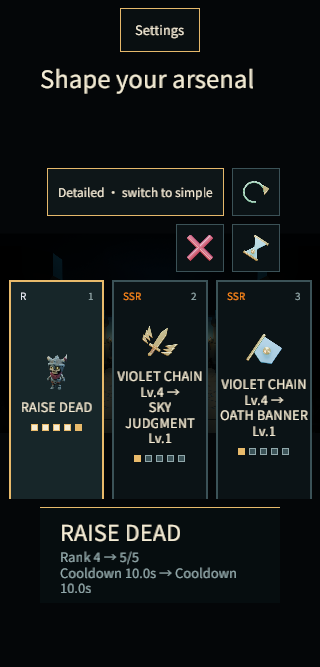 Settings
Shape your arsenal
Detailed • switch to simple
R 1
RAISE DEAD
SSR 2
VIOLET CHAIN
Lv.4 →
SKY
JUDGMENT
Lv.1
SSR 3
VIOLET CHAIN
Lv.4 →
OATH BANNER
Lv.1
RAISE DEAD
Rank 4 → 5/5
Cooldown 10.0s → Cooldown
10.0s